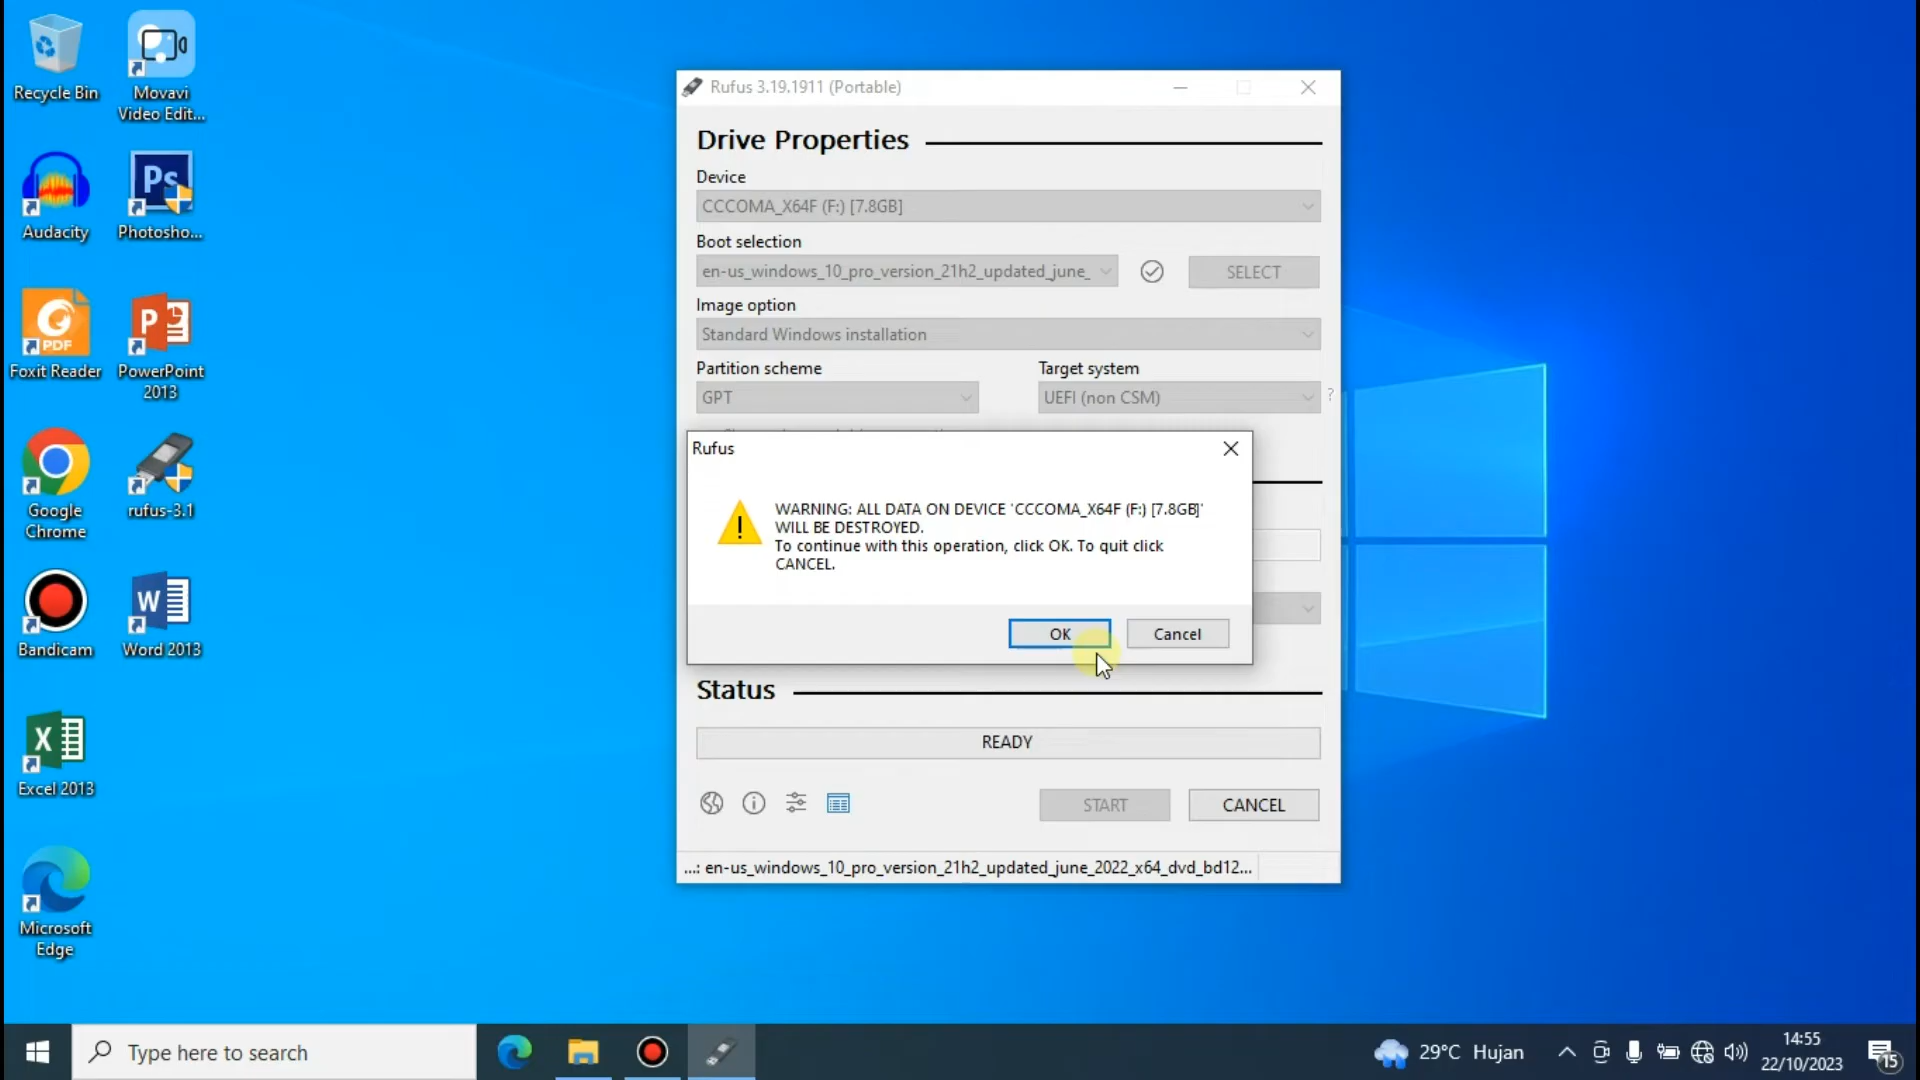 Recycle Bin
Movavi
Video Edit...
Audacity
Ps
Photosho...
PDF
Foxit Reader
P
PowerPoint
2013
Google
Chrome
rufus-3.1
Bandicam
W
Word 2013
X
Excel 2013
Microsoft
Edge
Rufus 3.19.1911 (Portable)
Drive Properties
Device
CCCOMA_X64F (F:) [7.8GB]
Boot selection
en-us_windows_10_pro_version_21h2_updated_june_
SELECT
Image option
Standard Windows installation
Partition scheme
Target system
GPT
UEFI (non CSM)
?
Rufus
WARNING: ALL DATA ON DEVICE 'CCCOMA_X64F (F:) [7.8GB]'
WILL BE DESTROYED.
To continue with this operation, click OK. To quit click
CANCEL.
OK
Cancel
Status
READY
START
CANCEL
...: en-us_windows_10_pro_version_21h2_updated_june_2022_x64_dvd_bd12...
Type here to search
29°C Hujan
14:55
22/10/2023
15